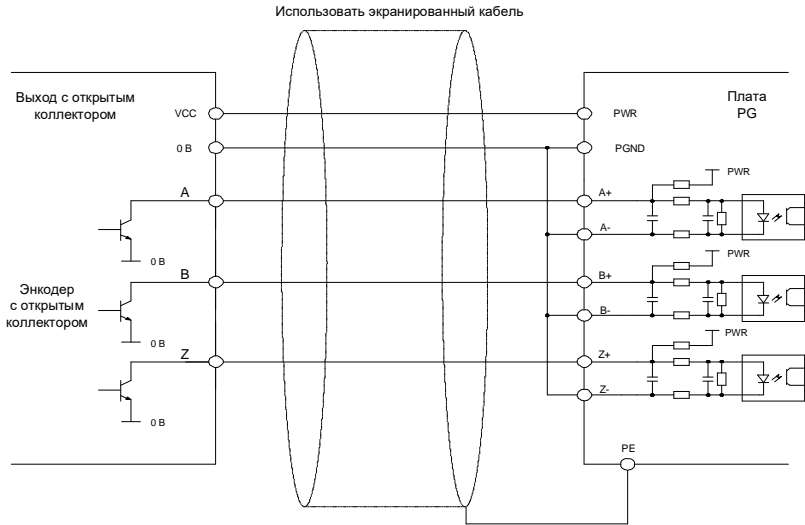 Использовать экранированный кабель
Выход с открытым
коллектором
VCC
PWR
Плата
PG
0 В
PGND
PWR
A
A+
A-
0 В
PWR
B
B+
Энкодер
с открытым
коллектором
B-
0 В
PWR
Z
Z+
Z-
0 В
PE